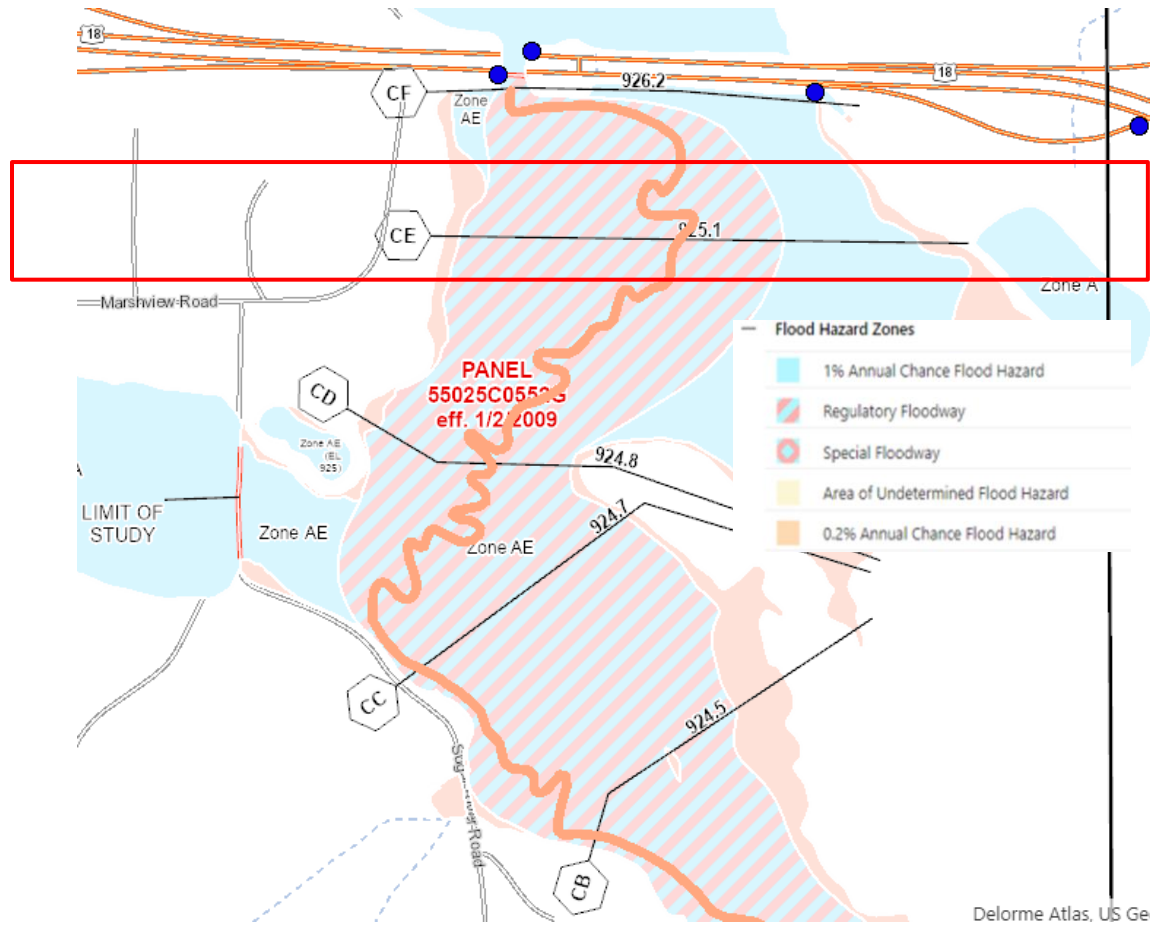 18
18
926.2
CF
Zone
AE
CE
925.1
Zone A
Marshview Road
Flood Hazard Zones
1% Annual Chance Flood Hazard
Regulatory Floodway
Special Floodway
Area of Undetermined Flood Hazard
0.2% Annual Chance Flood Hazard
PANEL
eff. 1/2/2009
CD
Zone AE
(EL
925)
924.8
A
LIMIT OF
STUDY
Zone AE
924.7
Zone AE
CC
924.5
Road
CB
Delorme Atlas, US Ge